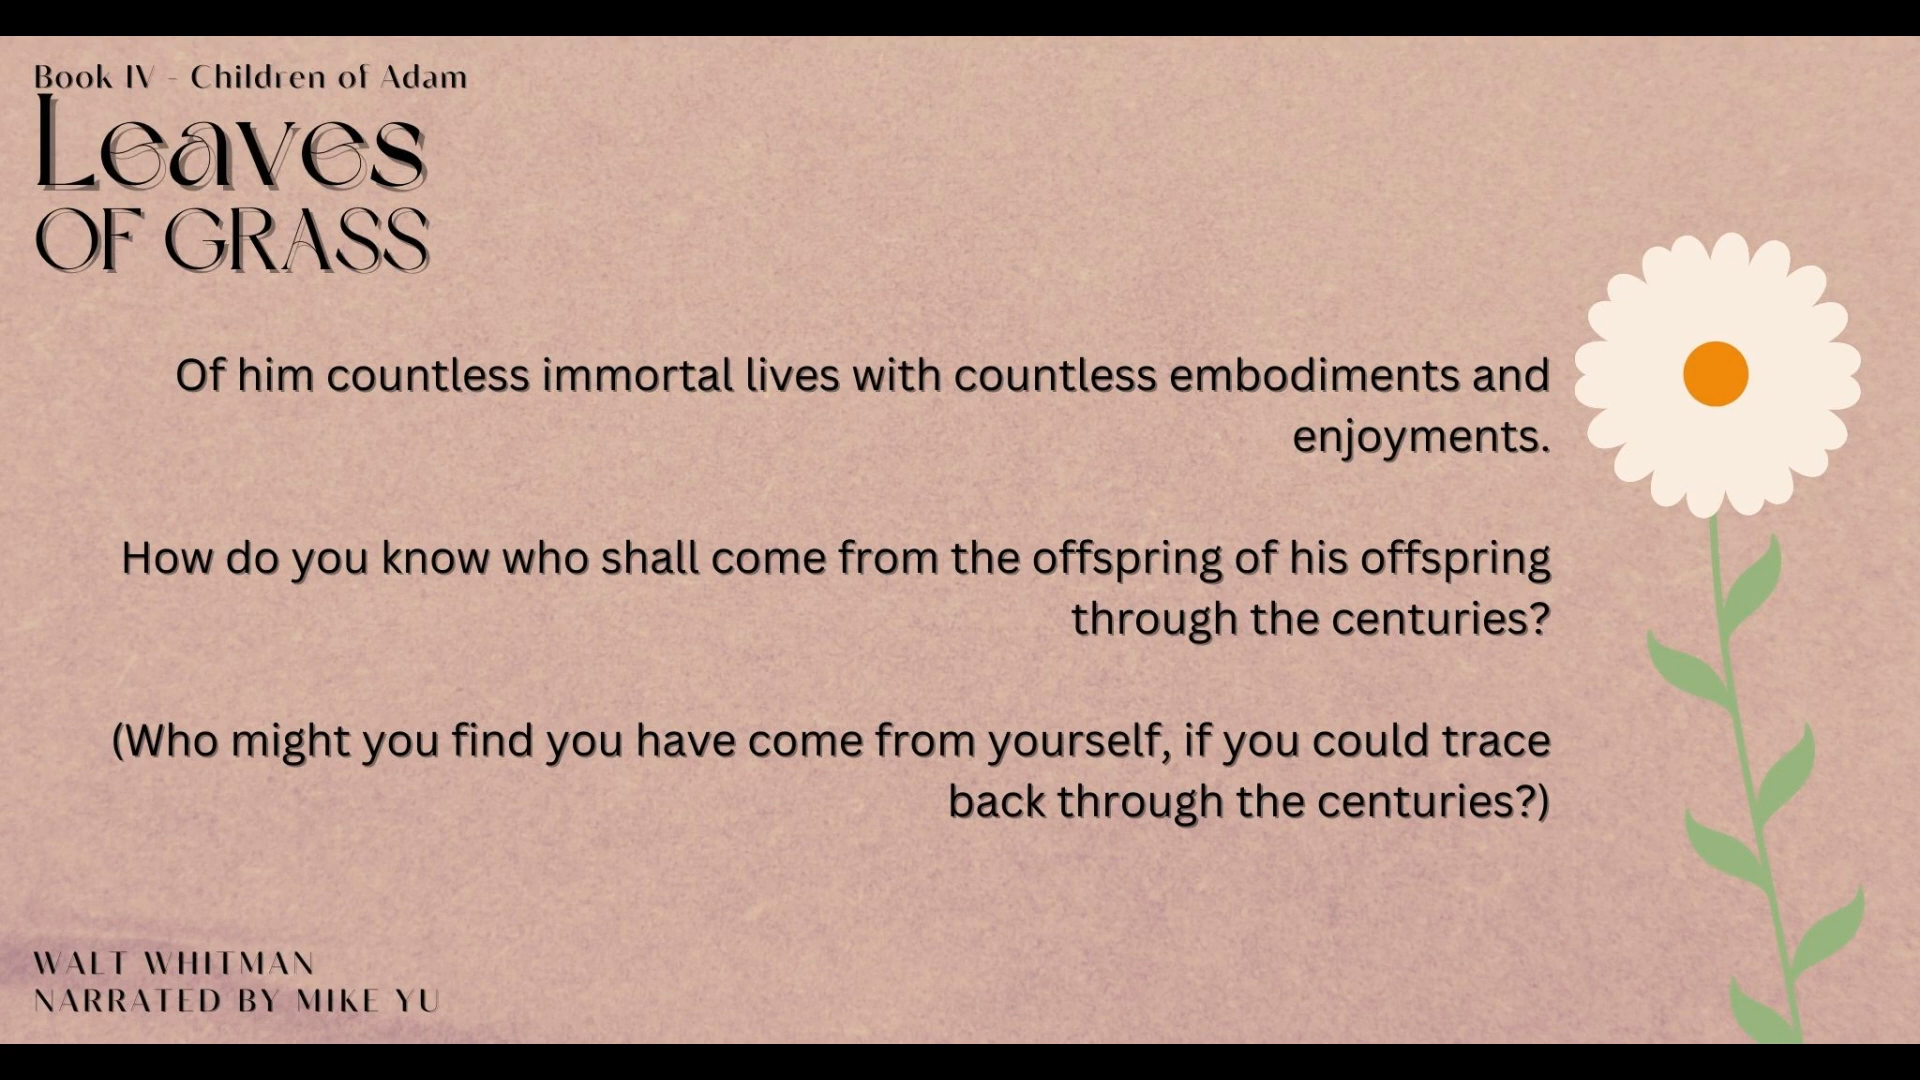 Book IV - Children of Adam
Leaves
OF GRASS
Of him countless immortal lives with countless embodiments and
enjoyments.
How do you know who shall come from the offspring of his offspring
through the centuries?
(Who might you find you have come from yourself, if you could trace
back through the centuries?)
WALT WHITMAN
NARRATED BY MIKE YU